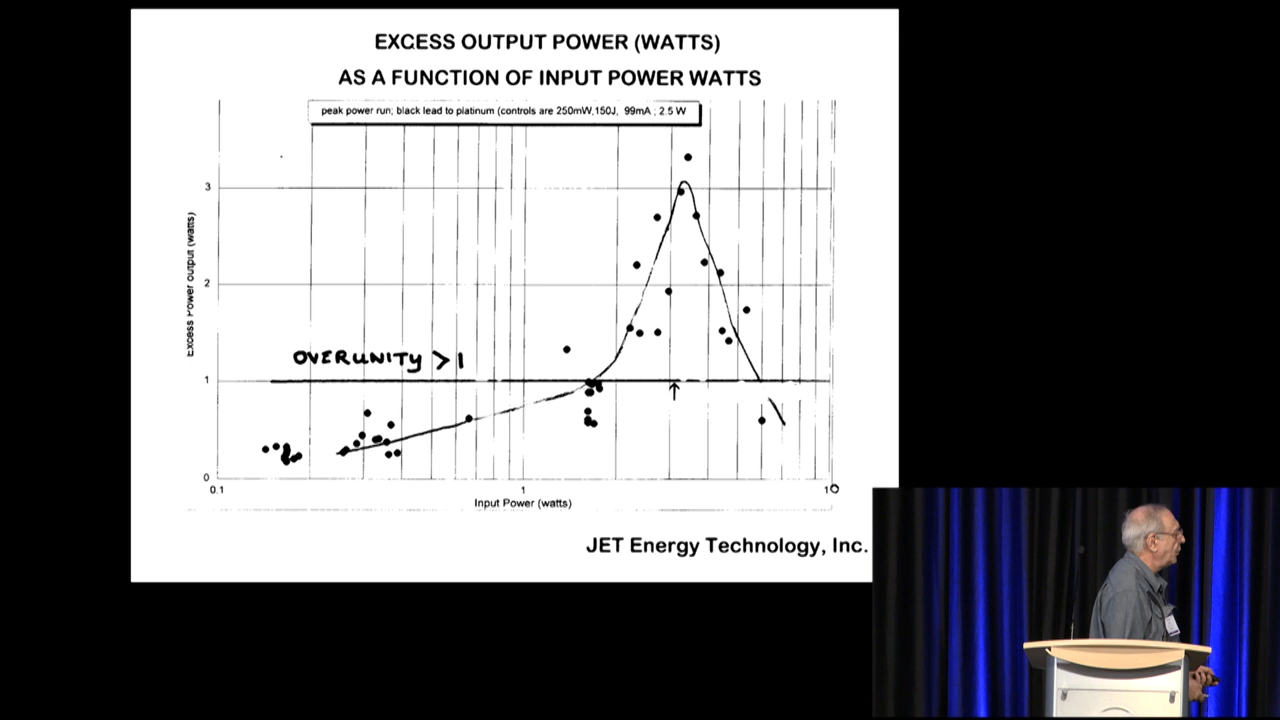 EXCESS OUTPUT POWER (WATTS)
AS A FUNCTION OF INPUT POWER WATTS
peak power run; black lead to platinum (controls are 250mW,150J, 99mA ; 2.5 W
Excess Power output (watts)
3
2
OVERUNITY >1
1
0
0.1
1
10
Input Power (watts)
JET Energy Technology, Inc.